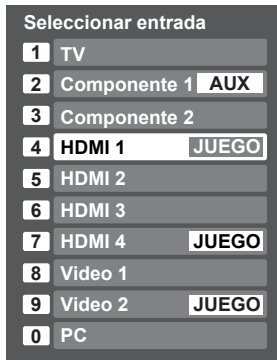 Seleccionar entrada
1 TV
2 Componente 1 AUX
3 Componente 2
4 HDMI 1 JUEGO
5 HDMI 2
6 HDMI 3
7 HDMI 4 JUEGO
8 Video 1
9 Video 2 JUEGO
0 PC